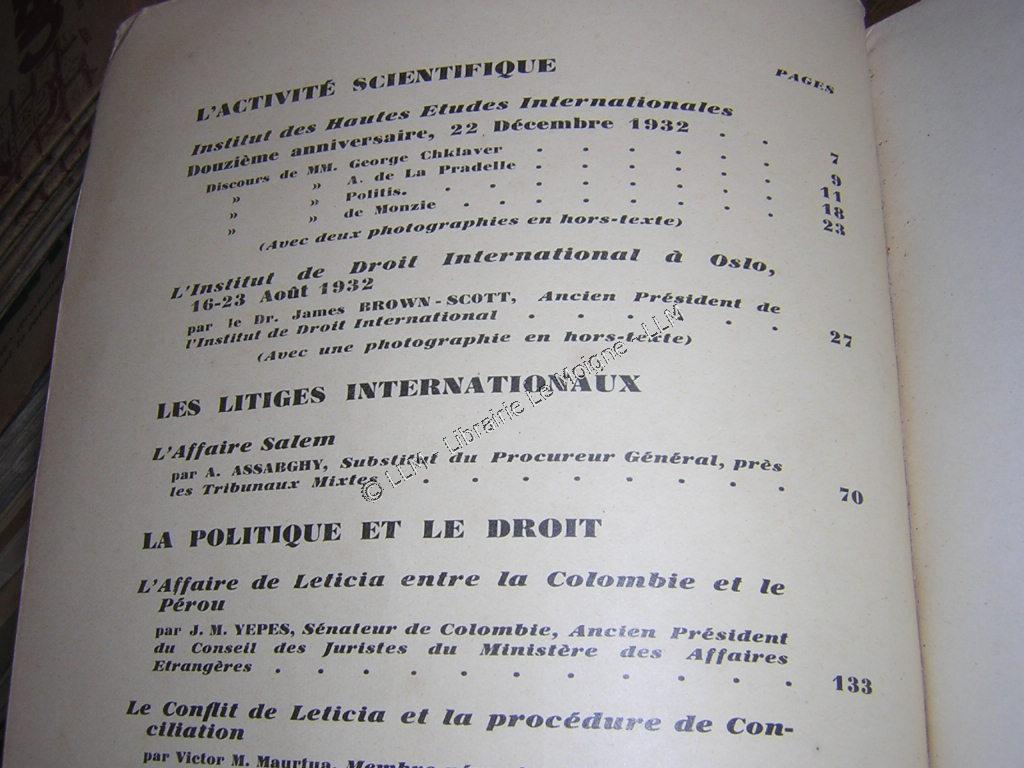 L'ACTIVITÉ SCIENTIFIQUE
PAGES
Institut des Hautes Etudes Internationales
Douzième anniversaire, 22 Décembre 1932 . . 7
Discours de MM. George Chklaver . . . . . . 9
» » A. de La Pradelle . . . . . . 11
» » Politis. . . . . . . . 18
» » de Monzie . . . . . . . 23
(Avec deux photographies en hors-texte)
L'Institut de Droit International à Oslo,
16-23 Août 1932
par le Dr. James BROWN-SCOTT, Ancien Président de
l'Institut de Droit International . . . . . . 27
(Avec une photographie en hors-texte)
LES LITIGES INTERNATIONAUX
L'Affaire Salem
par A. ASSABGHY, Substitut du Procureur Général, près
les Tribunaux Mixtes . . . . . . . . 70
LA POLITIQUE ET LE DROIT
L'Affaire de Leticia entre la Colombie et le
Pérou
par J. M. YEPES, Sénateur de Colombie, Ancien Président
du Conseil des Juristes du Ministère des Affaires
Etrangères . . . . . . . . . . . 133
Le Conflit de Leticia et la procédure de Con-
ciliation
par Victor M. Maurtua, Membre
© LLM - Librairie Le Moigne - LLM